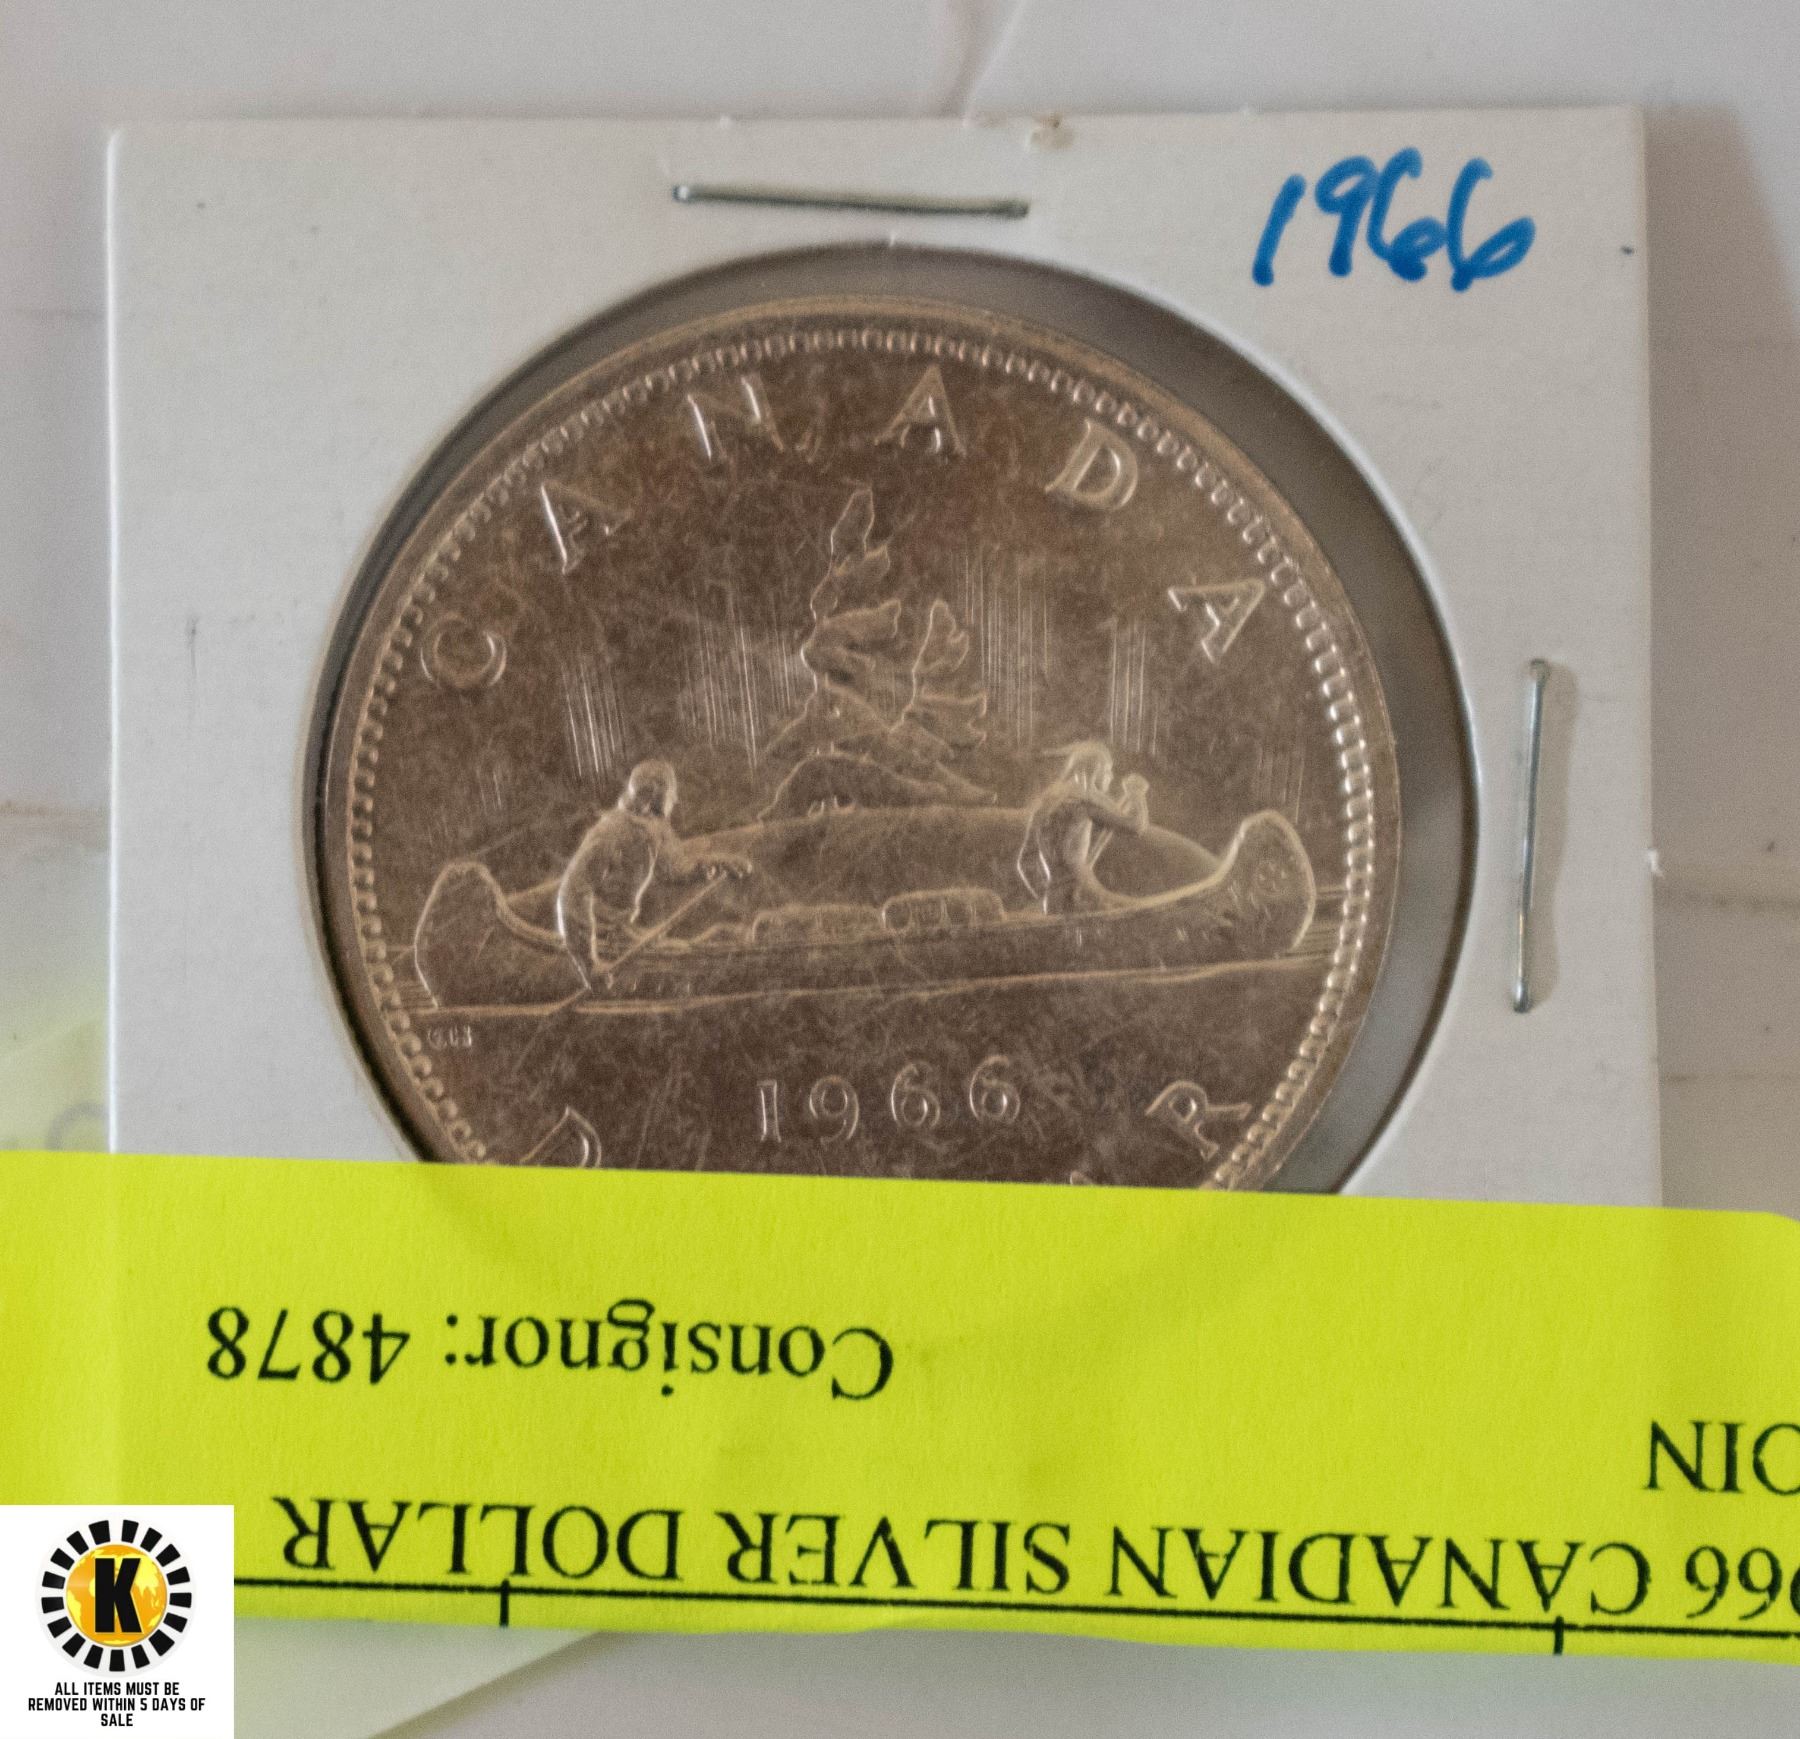 1966
CANADA
1966
D
R
Consignor: 4878
OIN
966 CANADIAN SILVER DOLLAR
K
ALL ITEMS MUST BE
REMOVED WITHIN 5 DAYS OF
SALE